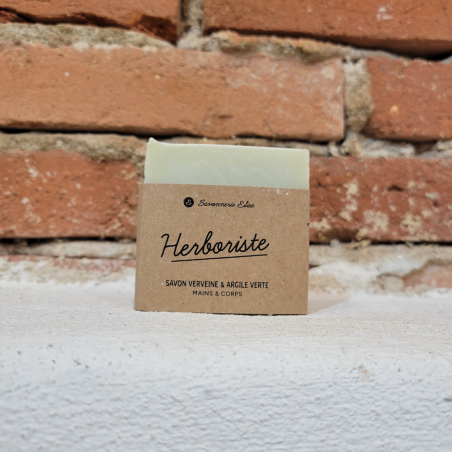 Savonnerie Elise
Herboriste
SAVON VERVEINE & ARGILE VERTE
MAINS & CORPS